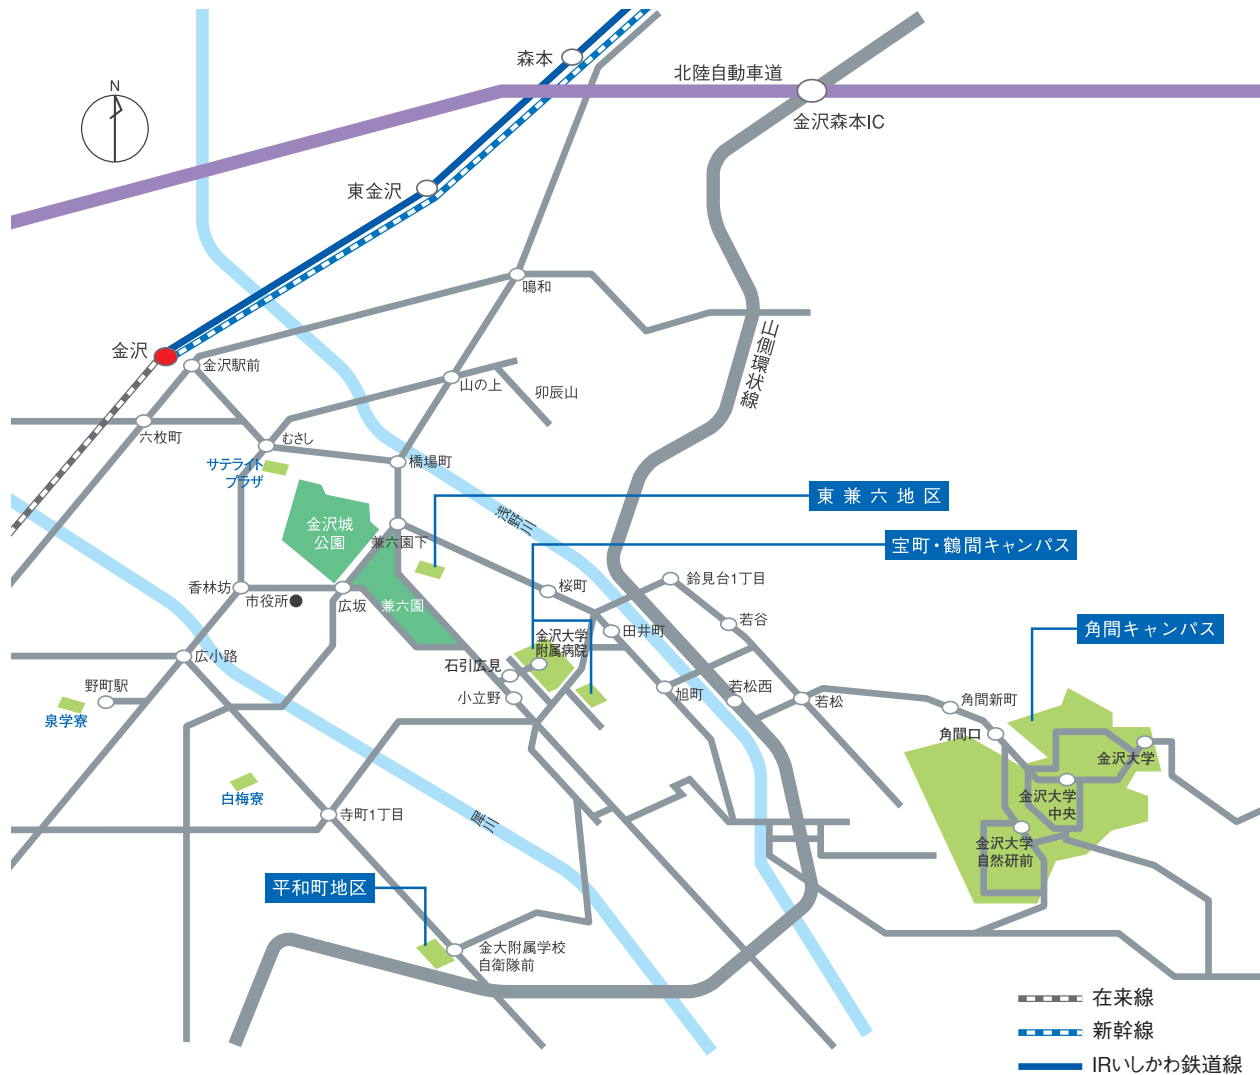 森本
北陸自動車道
N
金沢森本IC
東金沢
鳴和
山側環状線
金沢
金沢駅前
山の上
卯辰山
六枚町
むさし
橋場町
サテライト
プラザ
東兼六地区
浅野川
金沢城
公園
兼六園下
宝町・鶴間キャンパス
香林坊
市役所
広坂
兼六園
桜町
鈴見台1丁目
若谷
角間キャンパス
田井町
金沢大学
附属病院
広小路
石引広見
小立野
旭町
若松西
若松
角間新町
野町駅
泉学寮
角間口
金沢大学
金沢大学
中央
白梅寮
寺町1丁目
犀川
金沢大学
自然研前
平和町地区
金大附属学校
自衛隊前
在来線
新幹線
IRいしかわ鉄道線